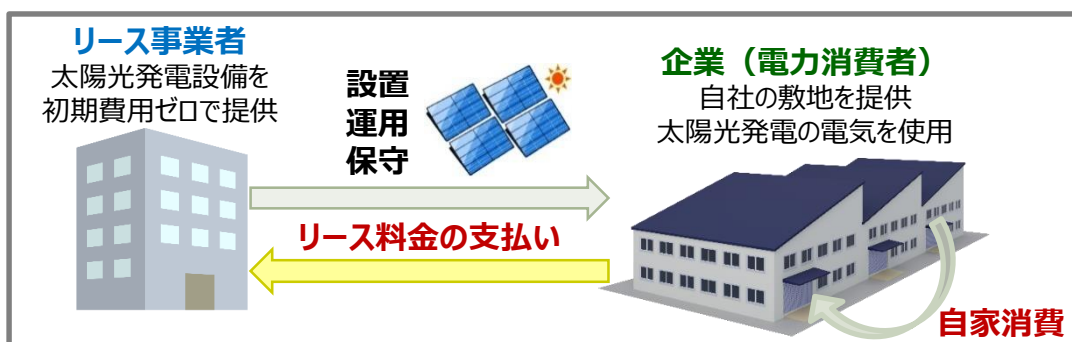 リース事業者
太陽光発電設備を
初期費用ゼロで提供
設置
運用
保守
企業（電力消費者）
自社の敷地を提供
太陽光発電の電気を使用
リース料金の支払い
自家消費